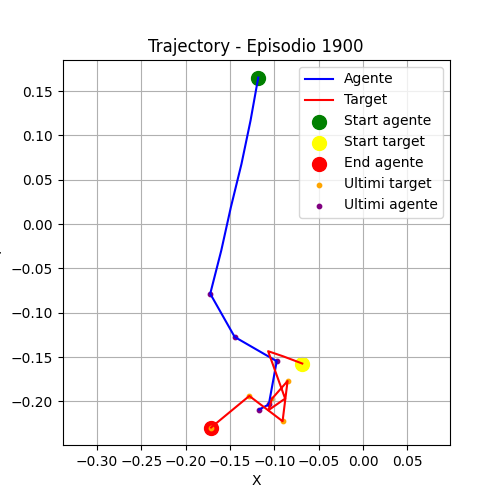 Trajectory - Episodio 1900
Agente
Target
Start agente
Start target
End agente
Ultimi target
Ultimi agente
0.15
0.10
0.05
0.00
−0.05
−0.10
−0.15
−0.20
−0.30 −0.25 −0.20 −0.15 −0.10 −0.05 0.00 0.05
X